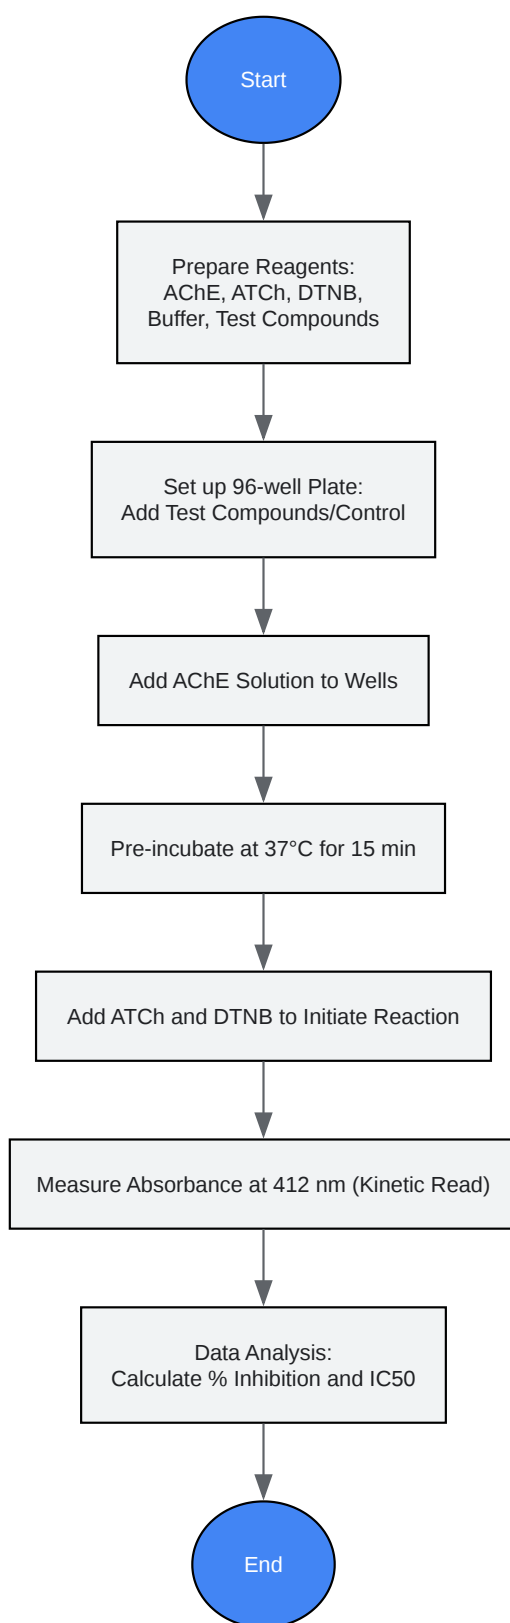 Start
Prepare Reagents:
AChE, ATCh, DTNB,
Buffer, Test Compounds
Set up 96-well Plate:
Add Test Compounds/Control
Add AChE Solution to Wells
Pre-incubate at 37°C for 15 min
Add ATCh and DTNB to Initiate Reaction
Measure Absorbance at 412 nm (Kinetic Read)
Data Analysis:
Calculate % Inhibition and IC50
End